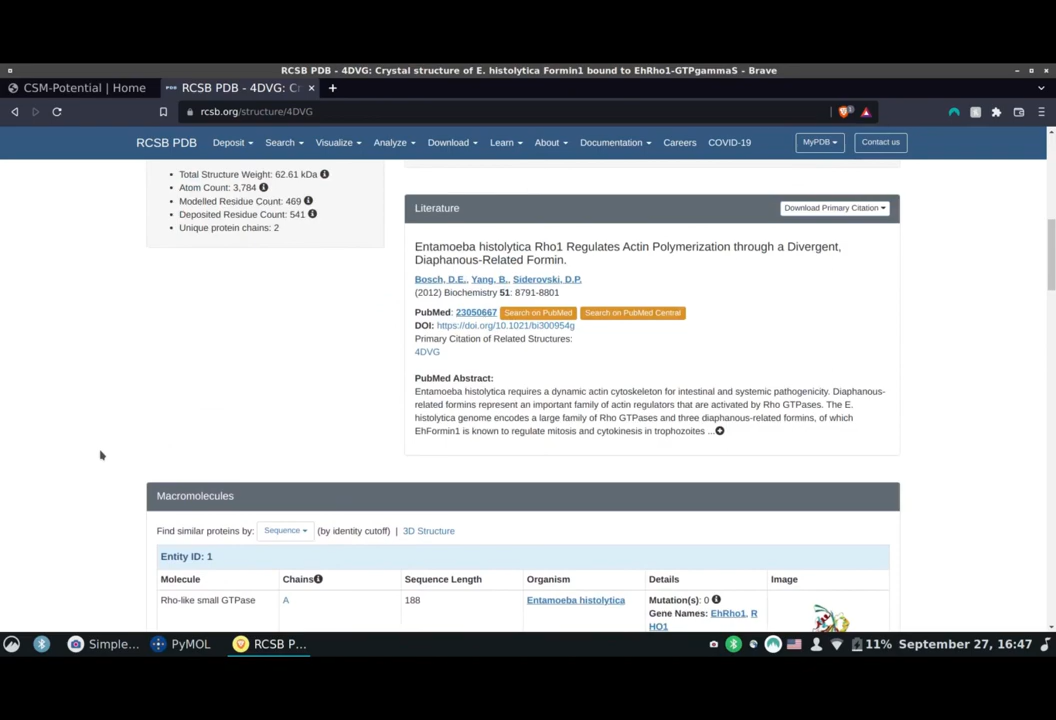 RCSB PDB - 4DVG: Crystal structure of E. histolytica Formin1 bound to EhRho1-GTPgammaS - Brave
CSM-Potential | Home
PDB RCSB PDB - 4DVG: Cr
rcsb.org/structure/4DVG
RCSB PDB Deposit Search Visualize Analyze Download Learn About Documentation Careers COVID-19 MyPDB Contact us
Total Structure Weight: 62.61 kDa
Atom Count: 3,784
Modelled Residue Count: 469
Deposited Residue Count: 541
Unique protein chains: 2
Literature
Download Primary Citation
Entamoeba histolytica Rho1 Regulates Actin Polymerization through a Divergent,
Diaphanous-Related Formin.
Bosch, D.E., Yang, B., Siderovski, D.P.
(2012) Biochemistry 51: 8791-8801
PubMed: 23050667 Search on PubMed Search on PubMed Central
DOI: https://doi.org/10.1021/bi300954g
Primary Citation of Related Structures:
4DVG
PubMed Abstract:
Entamoeba histolytica requires a dynamic actin cytoskeleton for intestinal and systemic pathogenicity. Diaphanous-
related formins represent an important family of actin regulators that are activated by Rho GTPases. The E.
histolytica genome encodes a large family of Rho GTPases and three diaphanous-related formins, of which
EhFormin1 is known to regulate mitosis and cytokinesis in trophozoites ...
Macromolecules
Find similar proteins by: Sequence (by identity cutoff) | 3D Structure
Entity ID: 1
Molecule Chains Sequence Length Organism Details Image
Rho-like small GTPase A 188 Entamoeba histolytica Mutation(s): 0
Gene Names: EhRho1, R
HO1
Simple... PyMOL RCSB P... 11% September 27, 16:47